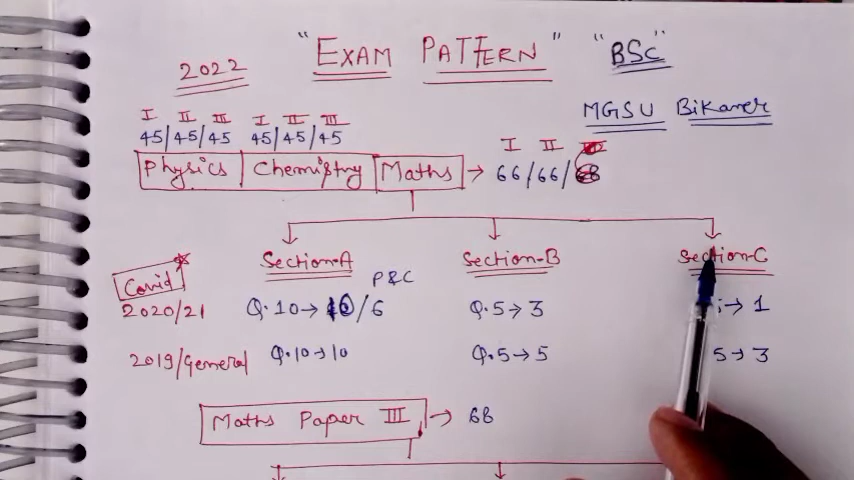 2022 "EXAM PATTERN" "BSc"
MGSU Bikaner
I II III I II III
45/45/45 45/45/45 I II
Physics Chemistry Maths → 66/66/68
Section-A Section-B Section-C
Covid * P&C
2020/21 Q.10→10/6 Q.5→3 → 1
2019/General Q.10→10 Q.5→5 5→3
Maths Paper III → 68